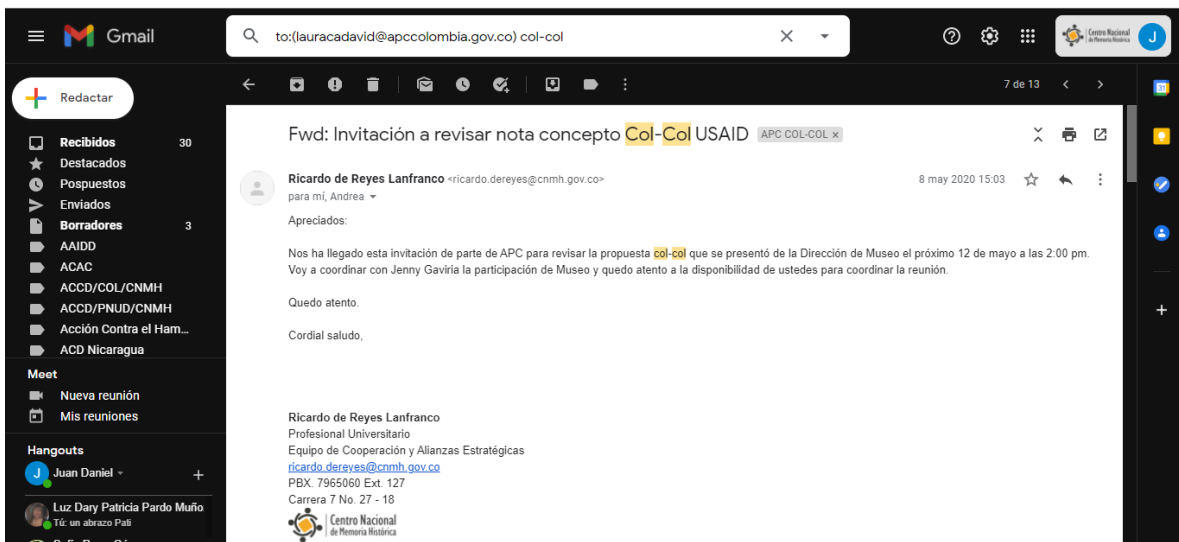 Gmail
to:(lauracadavid@apccolombia.gov.co) col-col
Centro Nacional
de Memoria Histórica
J
Redactar
7 de 13
31
Recibidos 30
Destacados
Pospuestos
Enviados
Borradores 3
AAIDD
ACAC
ACCD/COL/CNMH
ACCD/PNUD/CNMH
Acción Contra el Ham...
ACD Nicaragua
Meet
Nueva reunión
Mis reuniones
Hangouts
J Juan Daniel
Luz Dary Patricia Pardo Muño
Tú: un abrazo Pati
Fwd: Invitación a revisar nota concepto Col-Col USAID APC COL-COL ×
Ricardo de Reyes Lanfranco <ricardo.dereyes@cnmh.gov.co> 8 may 2020 15:03
para mí, Andrea
Apreciados:
Nos ha llegado esta invitación de parte de APC para revisar la propuesta col-col que se presentó de la Dirección de Museo el próximo 12 de mayo a las 2:00 pm.
Voy a coordinar con Jenny Gaviria la participación de Museo y quedo atento a la disponibilidad de ustedes para coordinar la reunión.
Quedo atento.
Cordial saludo,
Ricardo de Reyes Lanfranco
Profesional Universitario
Equipo de Cooperación y Alianzas Estratégicas
ricardo.dereyes@cnmh.gov.co
PBX. 7965060 Ext. 127
Carrera 7 No. 27 - 18
Centro Nacional
de Memoria Histórica